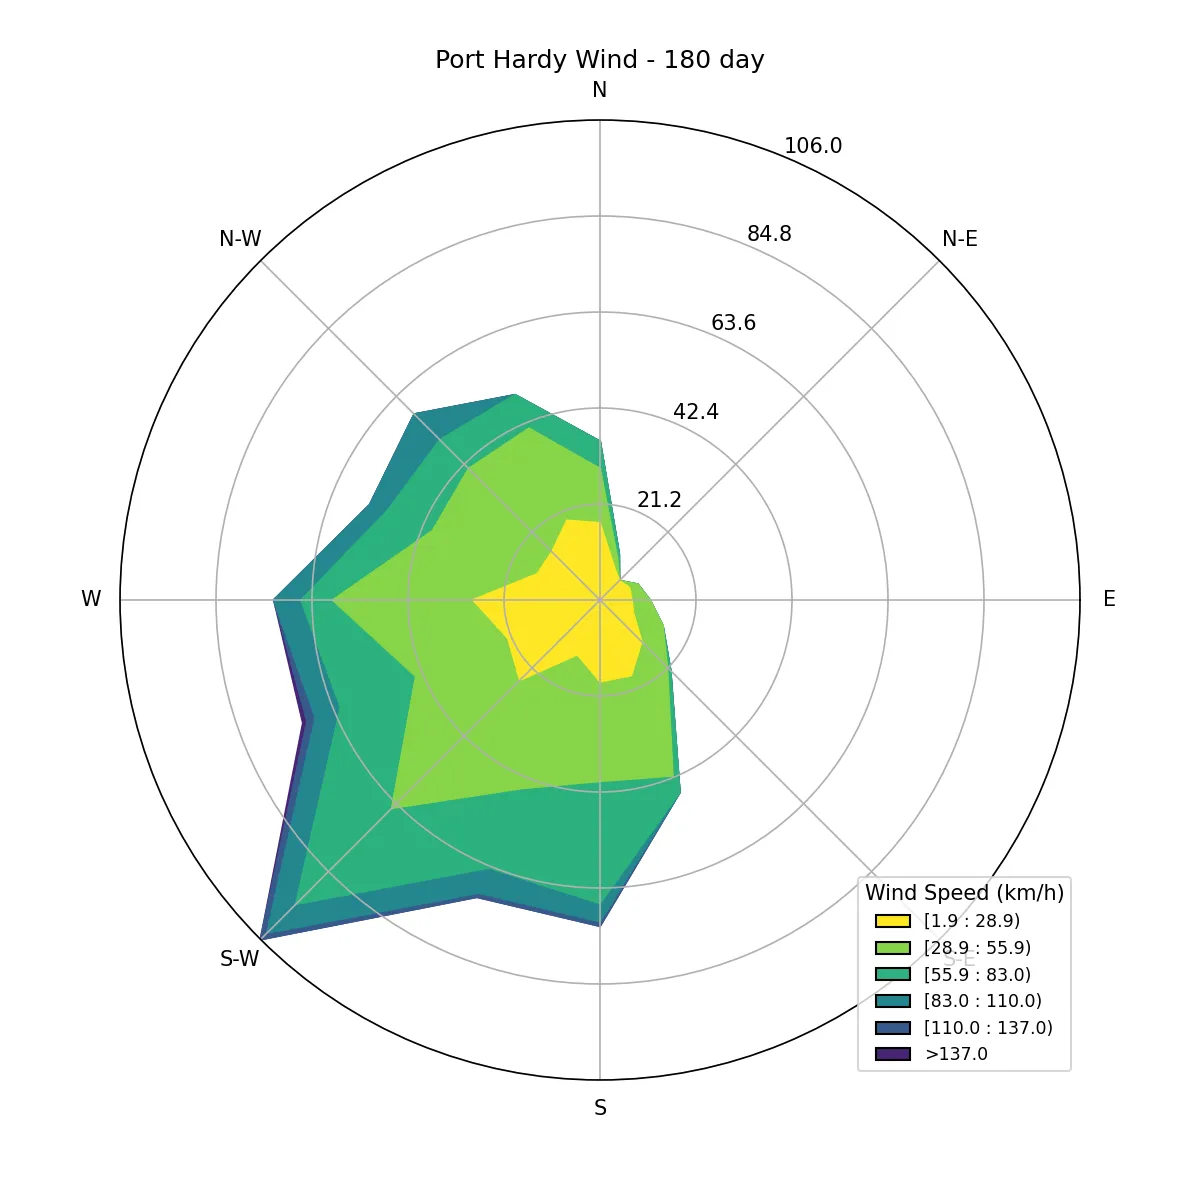 Port Hardy Wind - 180 day
N
106.0
84.8
N-W
N-E
63.6
42.4
21.2
W
E
Wind Speed (km/h)
[1.9 : 28.9)
[28.9 : 55.9)
S-W
S-E
[55.9 : 83.0)
[83.0 : 110.0)
[110.0 : 137.0)
>137.0
S